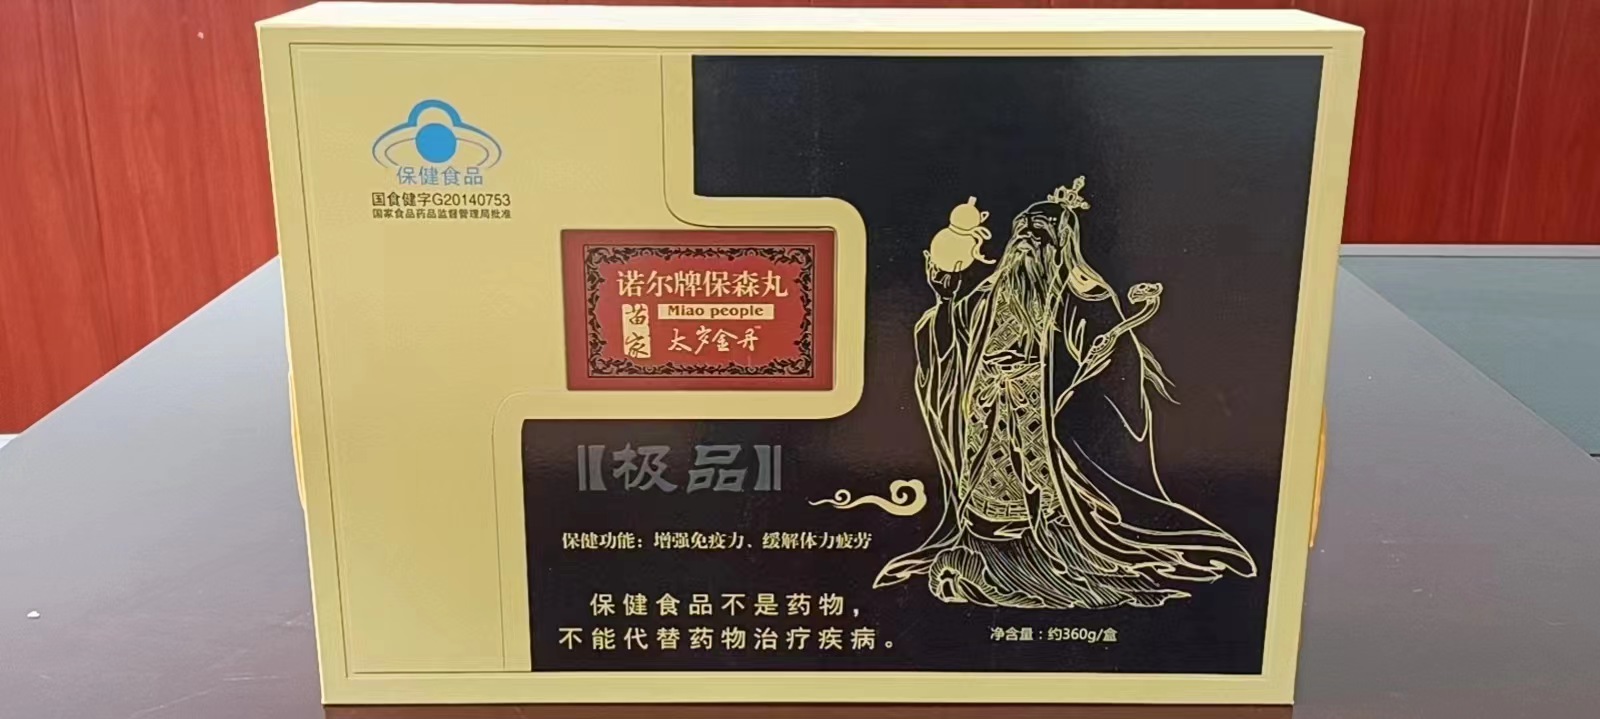 保健食品
国食健字G20140753
国家食品药品监督管理局批准
诺尔牌保森丸
苗家
Miao people
太岁金丹™
极品
保健功能：增强免疫力、缓解体力疲劳
保健食品不是药物，
不能代替药物治疗疾病。
净含量：约360g/盒